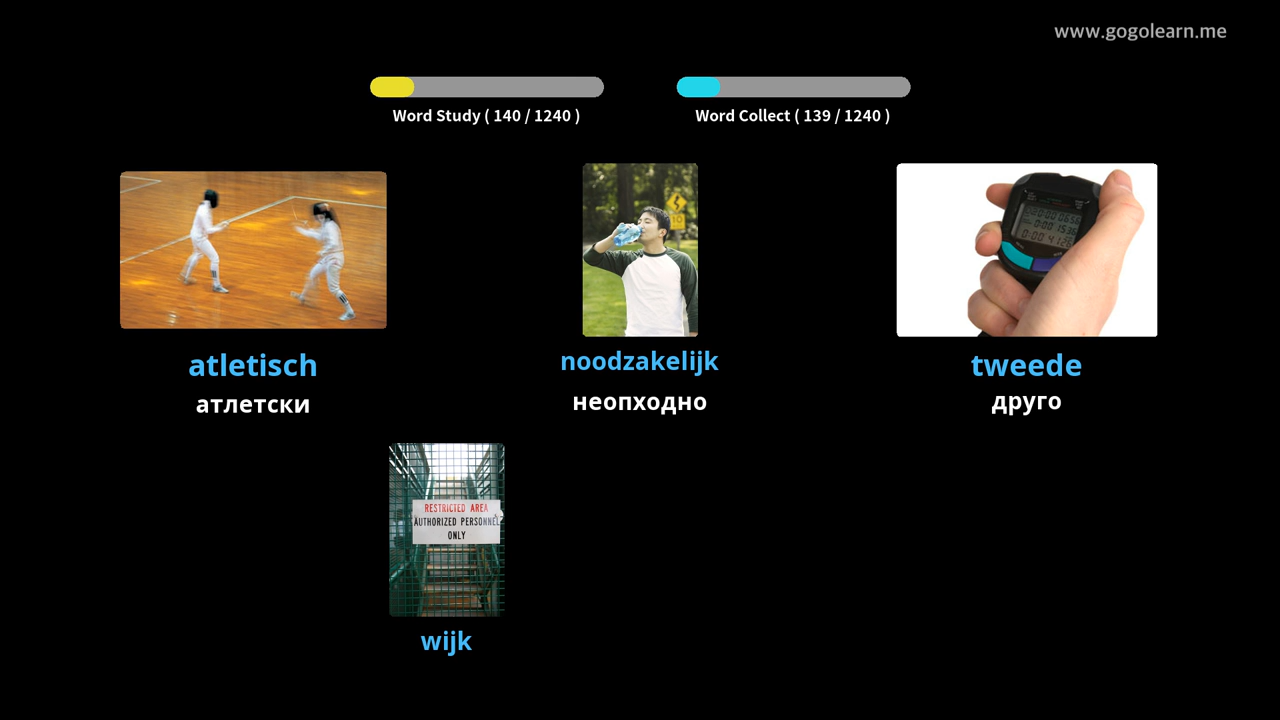 www.gogolearn.me
Word Study ( 140 / 1240 )
Word Collect ( 139 / 1240 )
atletisch
атлетски
noodzakelijk
неопходно
tweede
друго
RESTRICTED AREA
AUTHORIZED PERSONNEL
ONLY
wijk